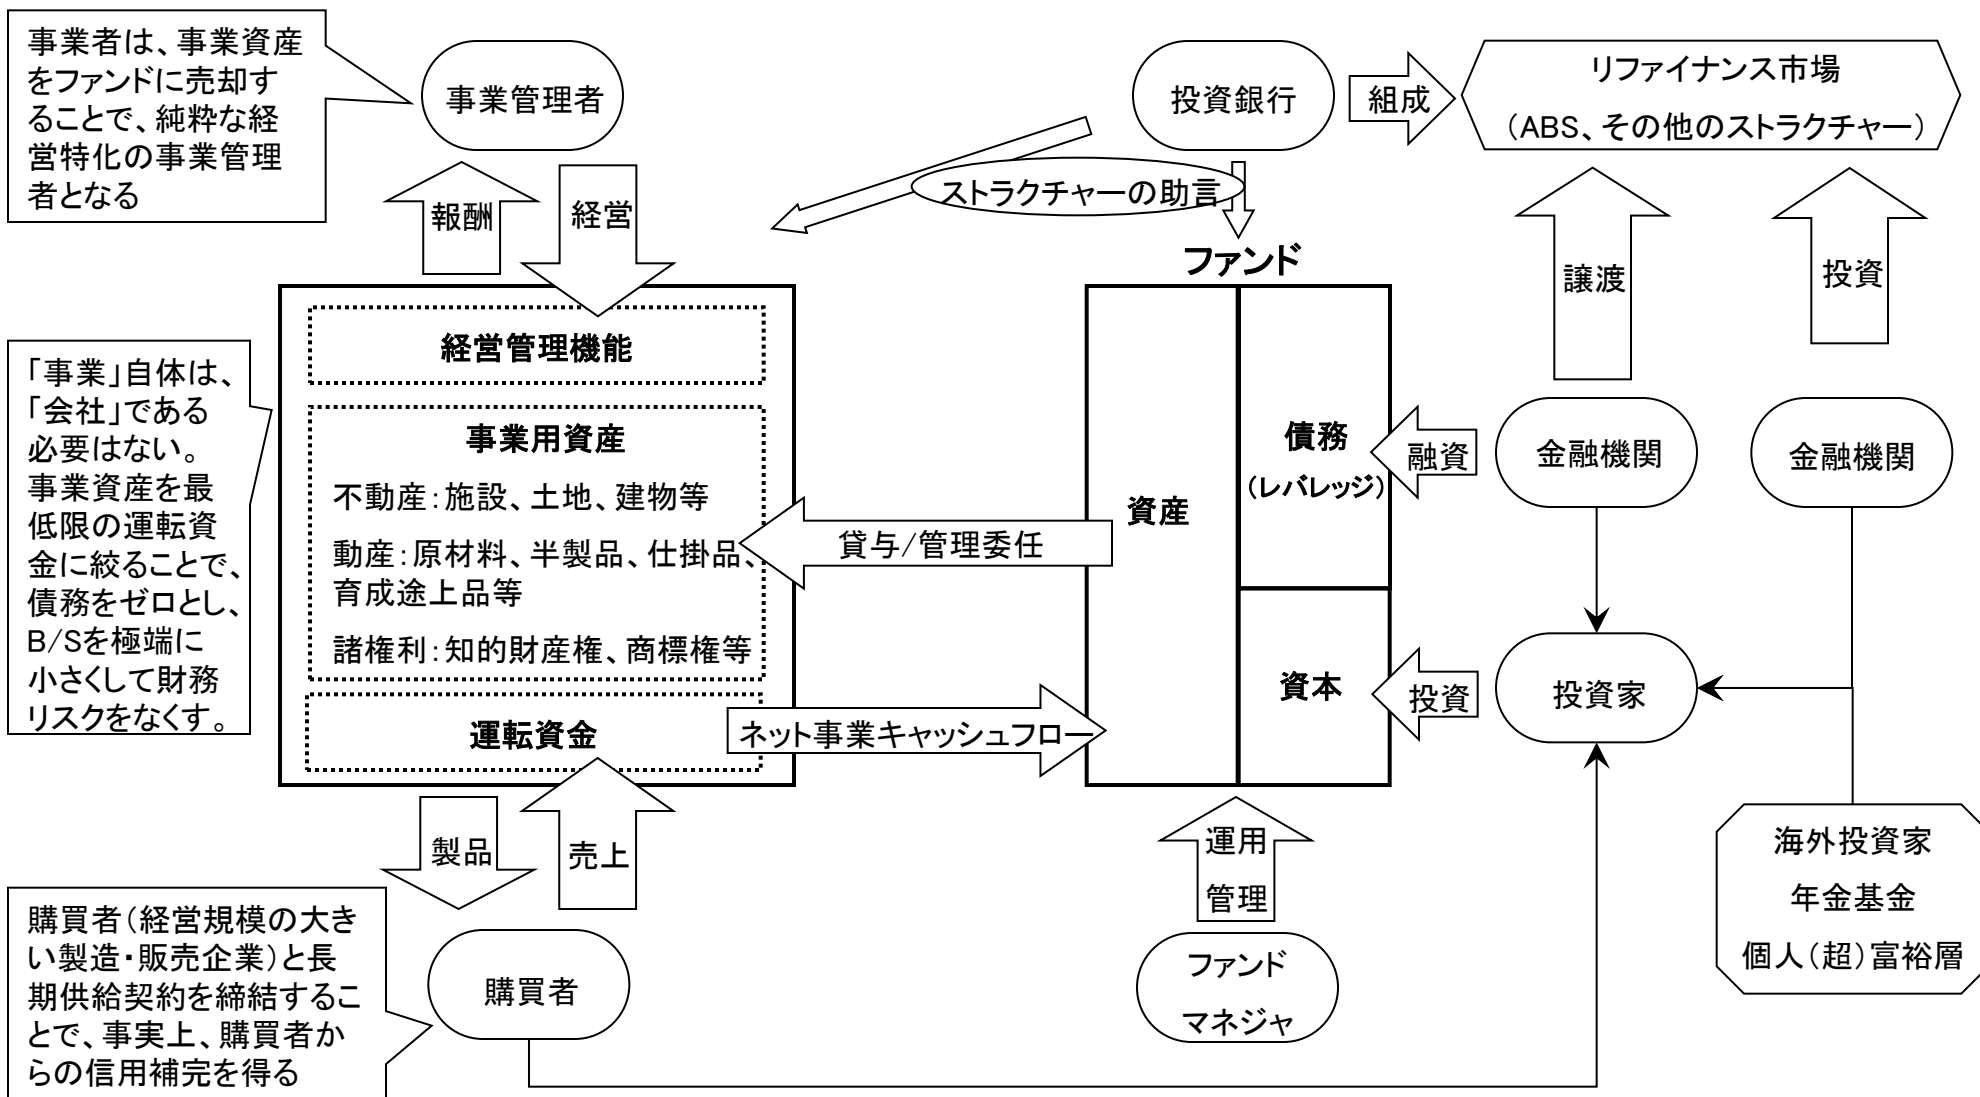 事業者は、事業資産
をファンドに売却す
ることで、純粋な経
営特化の事業管理
者となる
事業管理者
投資銀行
組成
リファイナンス市場
（ABS、その他のストラクチャー）
報酬
経営
ストラクチャーの助言
譲渡
投資
ファンド
「事業」自体は、
「会社」である
必要はない。
事業資産を最
低限の運転資
金に絞ることで、
債務をゼロとし、
B/Sを極端に
小さくして財務
リスクをなくす。
経営管理機能
事業用資産
不動産：施設、土地、建物等
動産：原材料、半製品、仕掛品、
育成途上品等
諸権利：知的財産権、商標権等
運転資金
貸与/管理委任
ネット事業キャッシュフロー
資産
債務
（レバレッジ）
資本
融資
投資
金融機関
金融機関
投資家
製品
売上
運用
管理
海外投資家
年金基金
個人（超）富裕層
購買者（経営規模の大き
い製造・販売企業）と長
期供給契約を締結するこ
とで、事実上、購買者か
らの信用補完を得る
購買者
ファンド
マネジャ